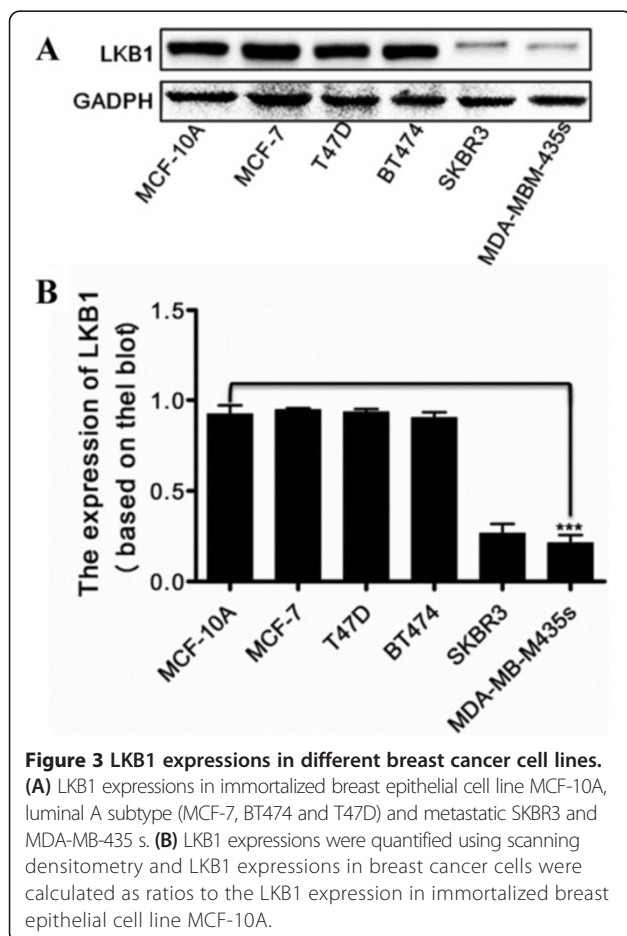 A
LKB1
GADPH
MCF-10A
MCF-7
T47D
BT474
SKBR3
MDA-MBM-435s
B
The expression of LKB1
( based on thel blot)
1.5
1.0
0.5
0.0
***
MCF-10A
MCF-7
T47D
BT474
SKBR3
MDA-MB-M435s
Figure 3 LKB1 expressions in different breast cancer cell lines.
(A) LKB1 expressions in immortalized breast epithelial cell line MCF-10A,
luminal A subtype (MCF-7, BT474 and T47D) and metastatic SKBR3 and
MDA-MB-435 s. (B) LKB1 expressions were quantified using scanning
densitometry and LKB1 expressions in breast cancer cells were
calculated as ratios to the LKB1 expression in immortalized breast
epithelial cell line MCF-10A.